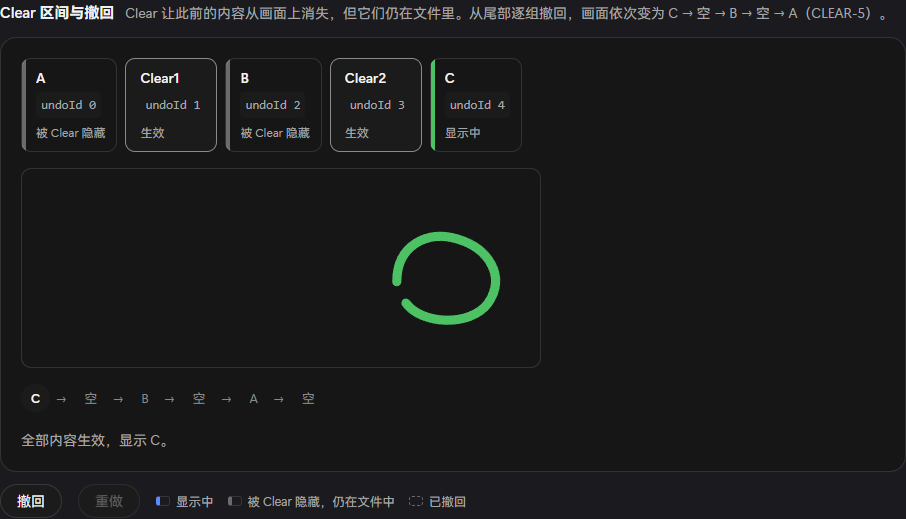 Clear 区间与撤回 Clear 让此前的内容从画面上消失，但它们仍在文件里。从尾部逐组撤回，画面依次变为 C → 空 → B → 空 → A（CLEAR-5）。
A Clear1 B Clear2 C
undoId 0 undoId 1 undoId 2 undoId 3 undoId 4
被 Clear 隐藏 生效 被 Clear 隐藏 生效 显示中
C → 空 → B → 空 → A → 空
全部内容生效，显示 C。
撤回 重做 显示中 被 Clear 隐藏，仍在文件中 已撤回